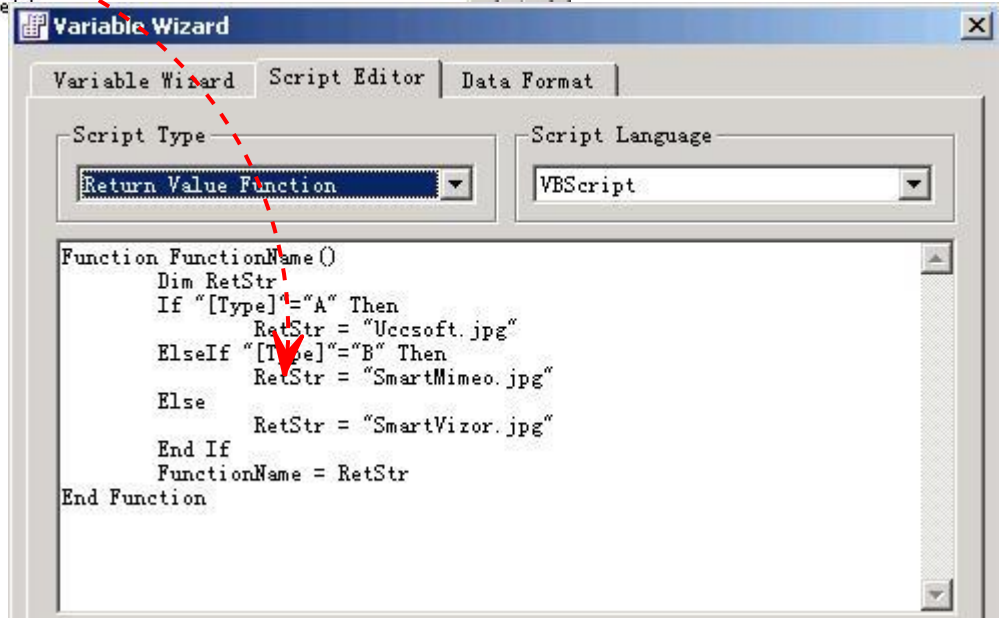 Variable Wizard
Variable Wizard Script Editor Data Format
Script Type Script Language
Return Value Function VBScript
Function FunctionName()
Dim RetStr
If "[Type]"="A" Then
RetStr = "Uccsoft.jpg"
ElseIf "[Type]"="B" Then
RetStr = "SmartMimeo.jpg"
Else
RetStr = "SmartVizor.jpg"
End If
FunctionName = RetStr
End Function